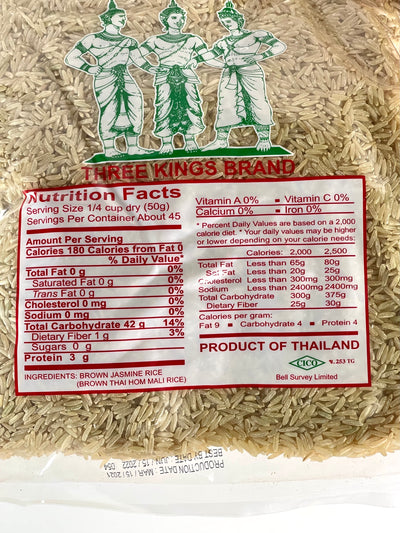 THREE KINGS BRAND
Nutrition Facts
Serving Size 1/4 cup dry (50g)
Servings Per Container About 45
Amount Per Serving
Calories 180 Calories from Fat 0
% Daily Value*
Total Fat 0 g 0%
Saturated Fat 0 g 0%
Trans Fat 0 g 0%
Cholesterol 0 mg 0%
Sodium 0 mg 0%
Total Carbohydrate 42 g 14%
Dietary Fiber 1 g 3%
Sugars 0 g
Protein 3 g
INGREDIENTS: BROWN JASMINE RICE
(BROWN THAI HOM MALI RICE)
Vitamin A 0% Vitamin C 0%
Calcium 0% Iron 0%
* Percent Daily Values are based on a 2,000
calorie diet. * Your daily values may be higher
or lower depending on your calorie needs:
Calories: 2,000 2,500
Total Fat Less than 65g 80g
Sat Fat Less than 20g 25g
Cholesterol Less than 300mg 300mg
Sodium Less than 2400mg 2400mg
Total Carbohydrate 300g 375g
Dietary Fiber 25g 30g
Calories per gram:
Fat 9 Carbohydrate 4 Protein 4
PRODUCT OF THAILAND
CICO W. 253 TG
Bell Survey Limited
PRODUCTION DATE : MAR / 15 / 2021
BEST BY DATE : JUN / 15 / 2022 054